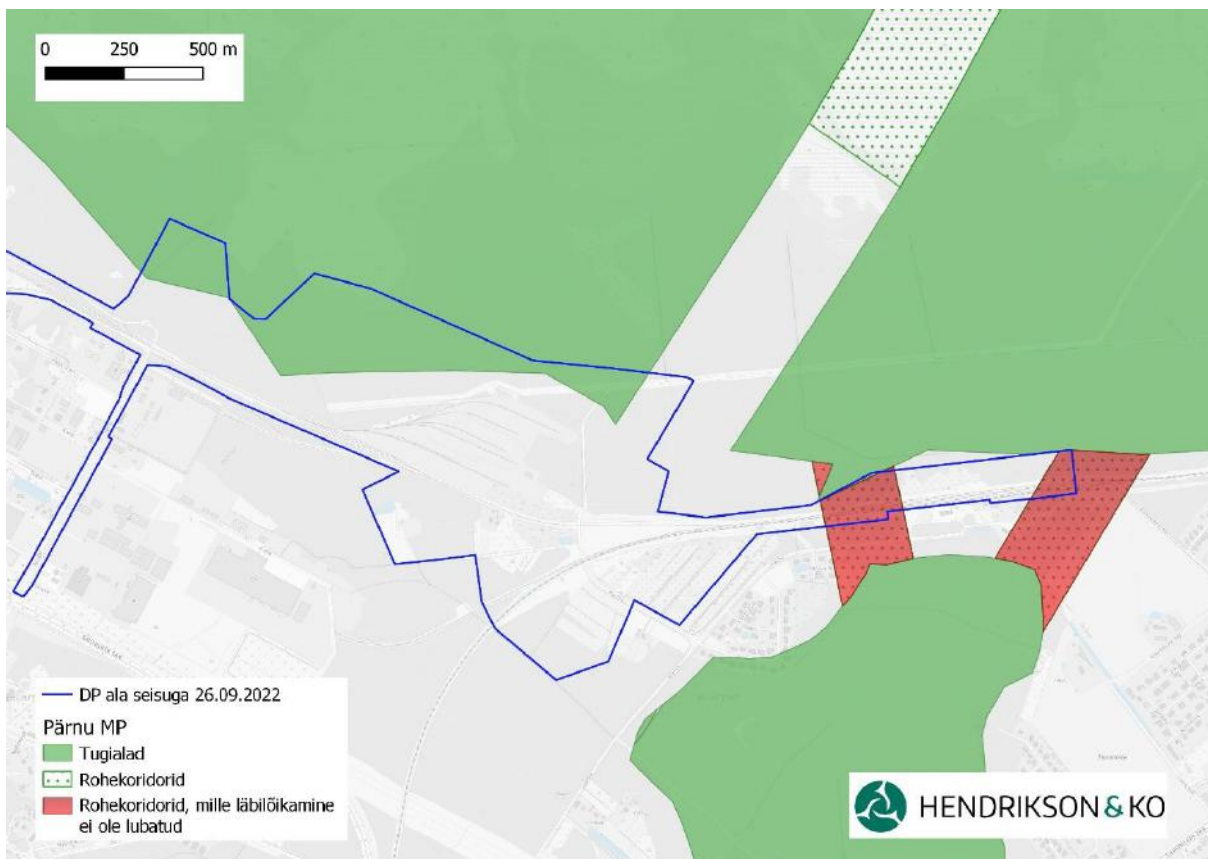 0 250 500 m
DP ala seisuga 26.09.2022
Pärnu MP
Tugialad
Rohekoridorid
Rohekoridorid, mille läbilõikamine
ei ole lubatud
HENDRIKSON & KO